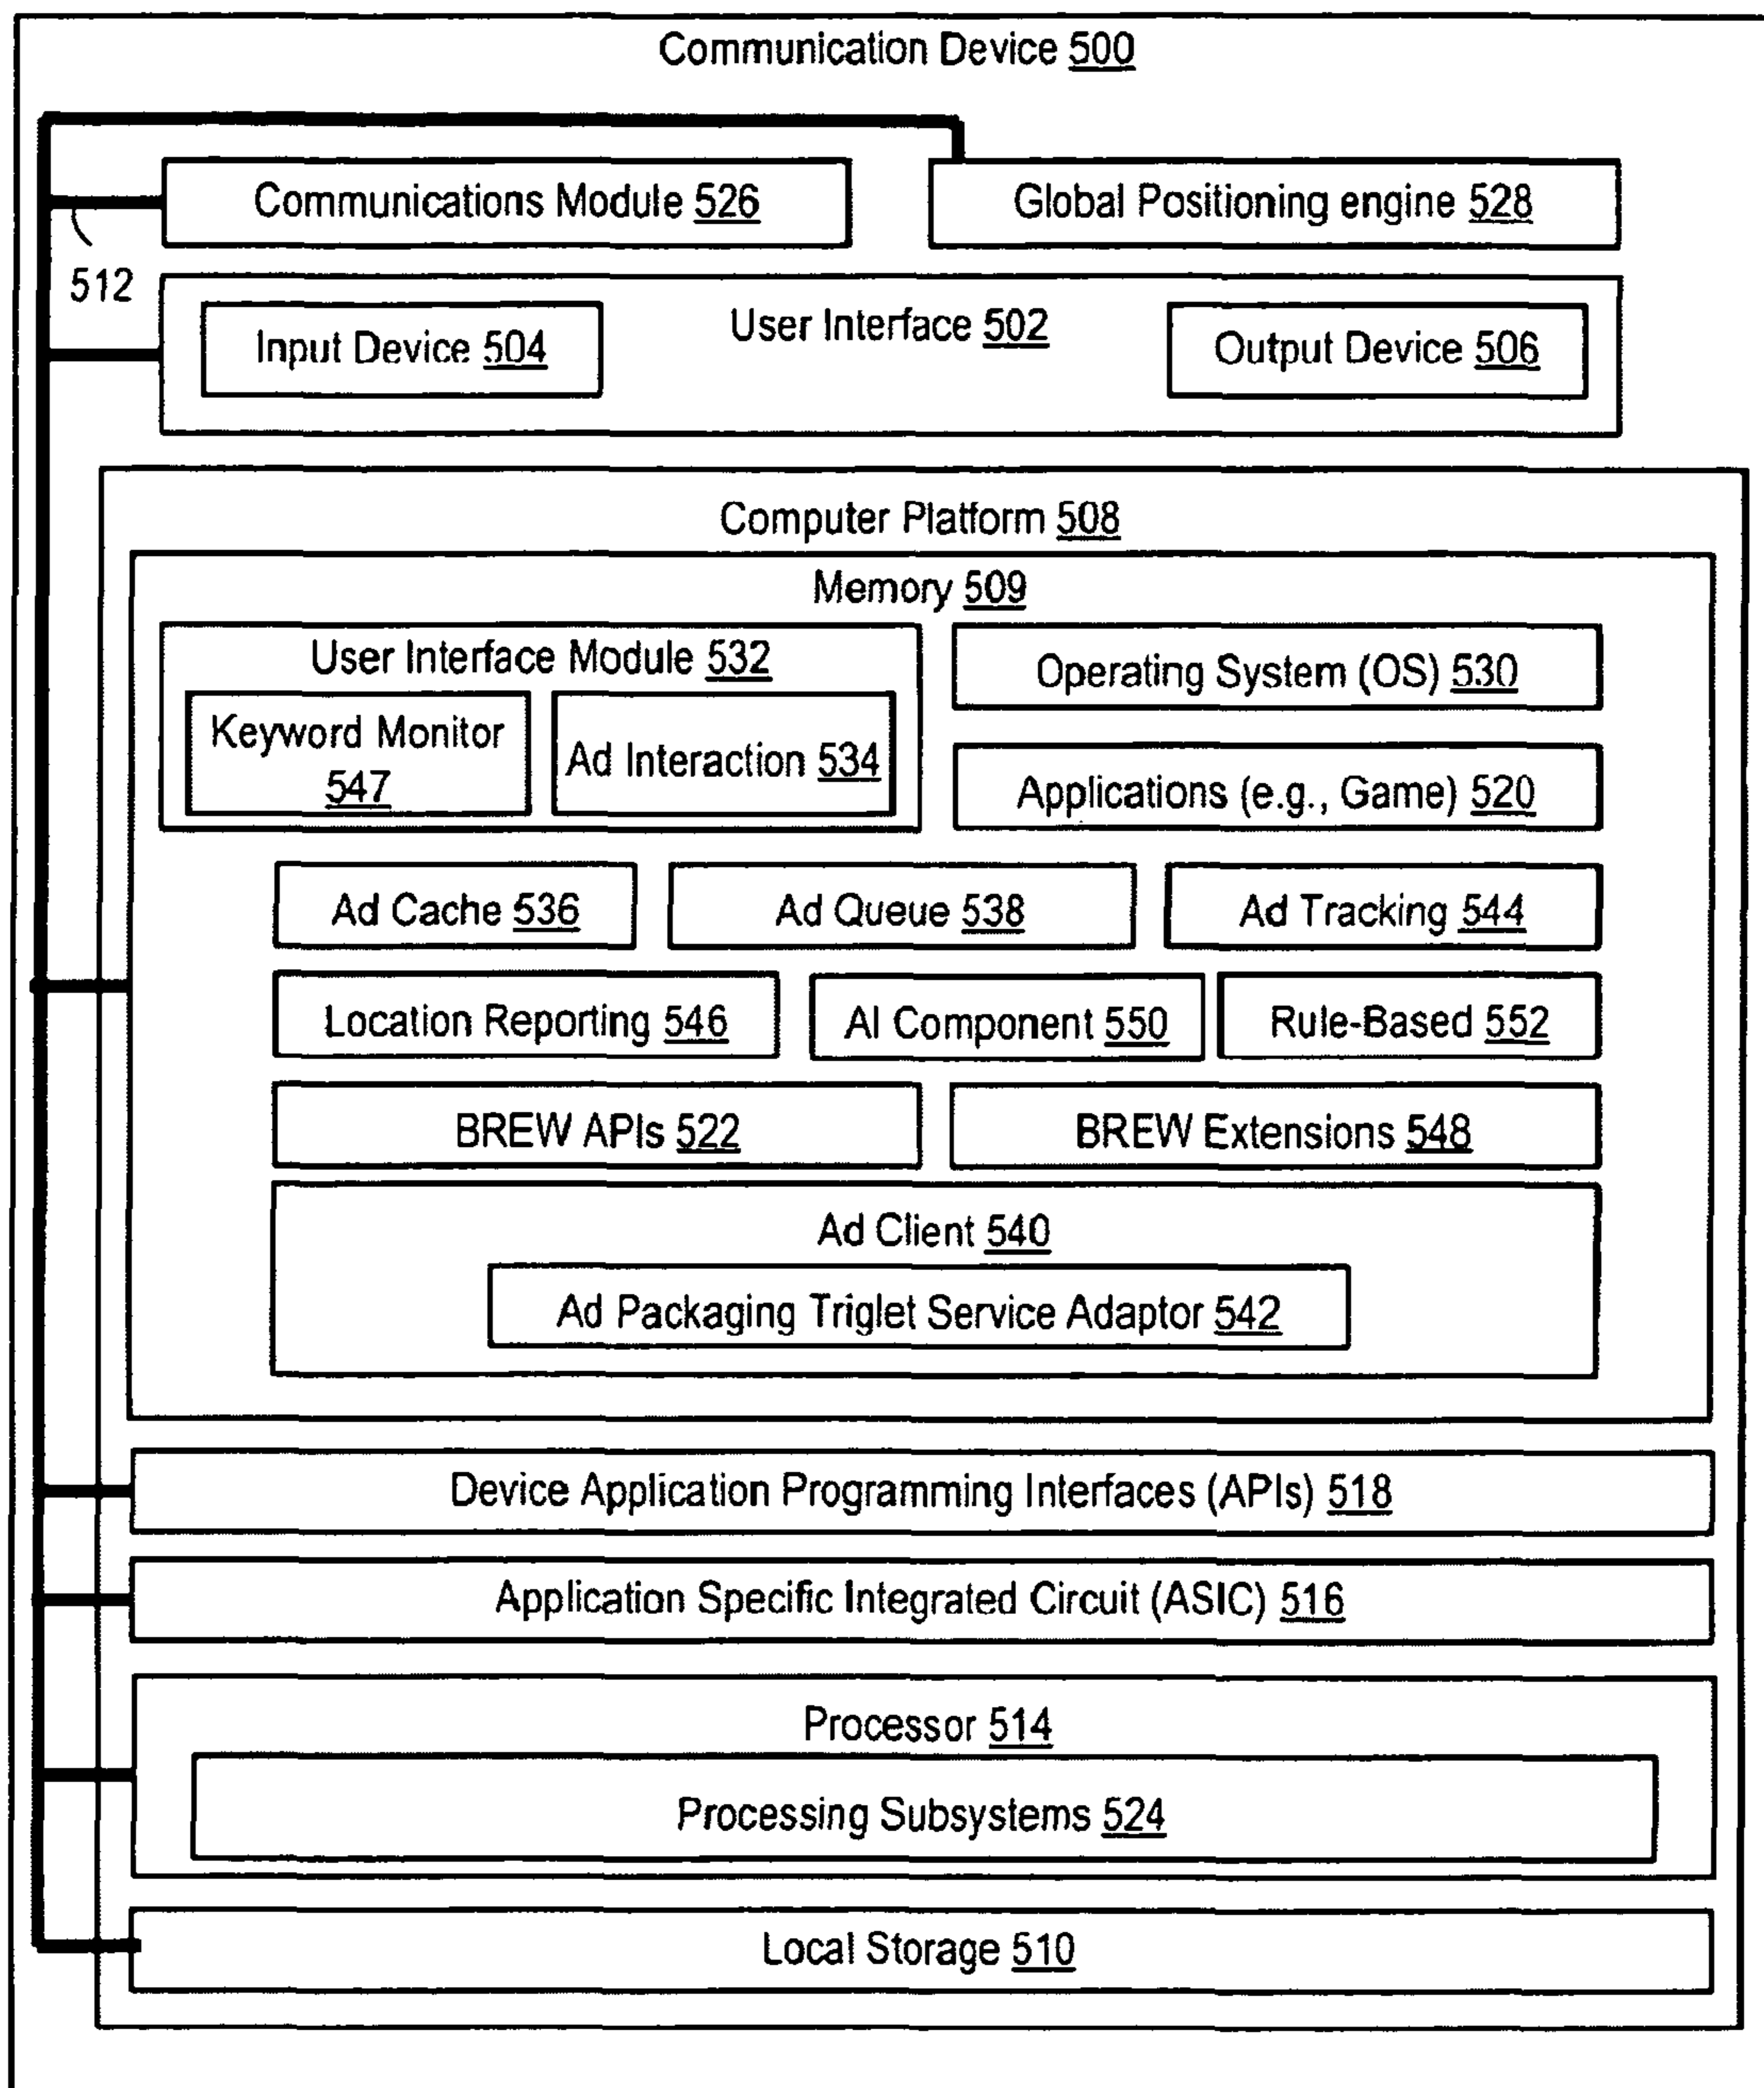 Communication Device 500
Communications Module 526
Global Positioning engine 528
512
User Interface 502
Input Device 504
Output Device 506
Computer Platform 508
Memory 509
User Interface Module 532
Operating System (OS) 530
Keyword Monitor
547
Ad Interaction 534
Applications (e.g., Game) 520
Ad Cache 536
Ad Queue 538
Ad Tracking 544
Location Reporting 546
AI Component 550
Rule-Based 552
BREW APIs 522
BREW Extensions 548
Ad Client 540
Ad Packaging Triglet Service Adaptor 542
Device Application Programming Interfaces (APIs) 518
Application Specific Integrated Circuit (ASIC) 516
Processor 514
Processing Subsystems 524
Local Storage 510